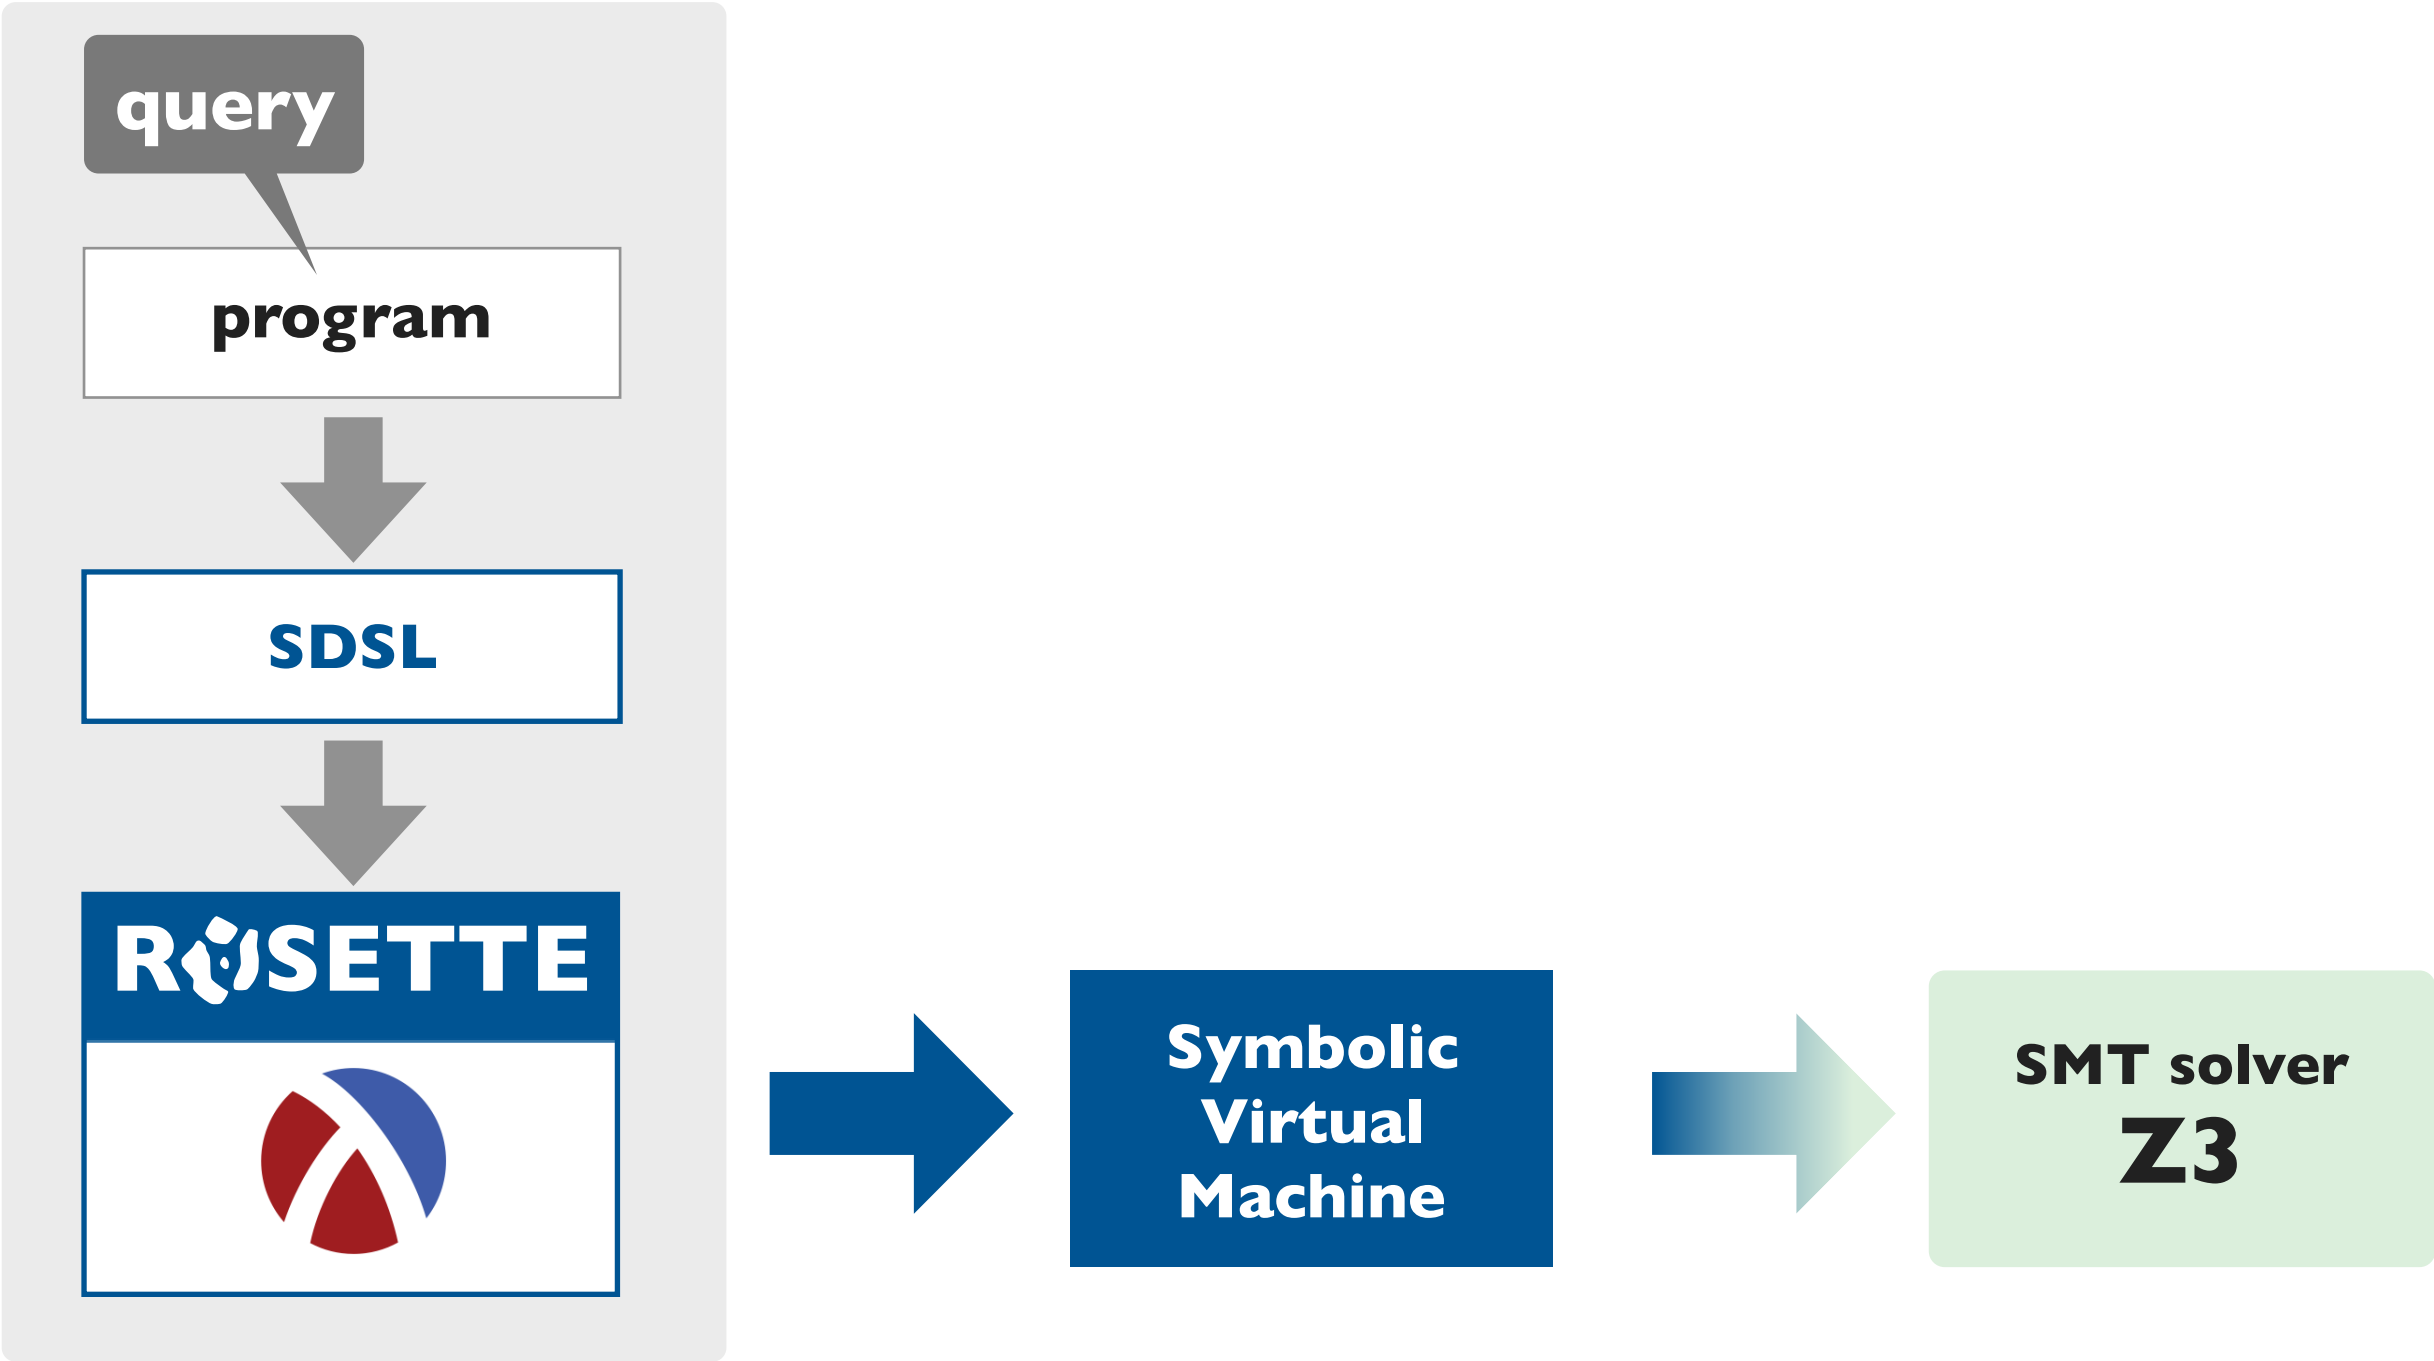 query
program
SDSL
ROSETTE
Symbolic
Virtual
Machine
SMT solver
Z3